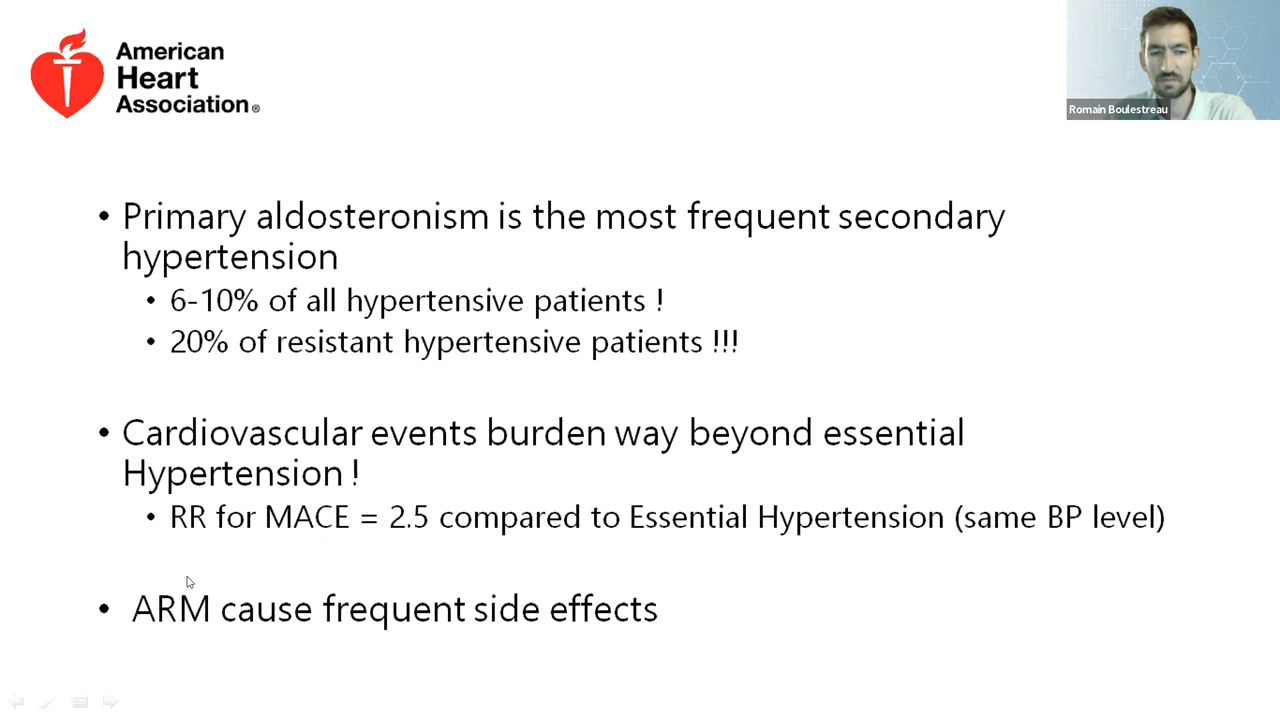 American
Heart
Association®
Romain Boulestreau
• Primary aldosteronism is the most frequent secondary
hypertension
• 6-10% of all hypertensive patients !
• 20% of resistant hypertensive patients !!!
• Cardiovascular events burden way beyond essential
Hypertension !
• RR for MACE = 2.5 compared to Essential Hypertension (same BP level)
• ARM cause frequent side effects